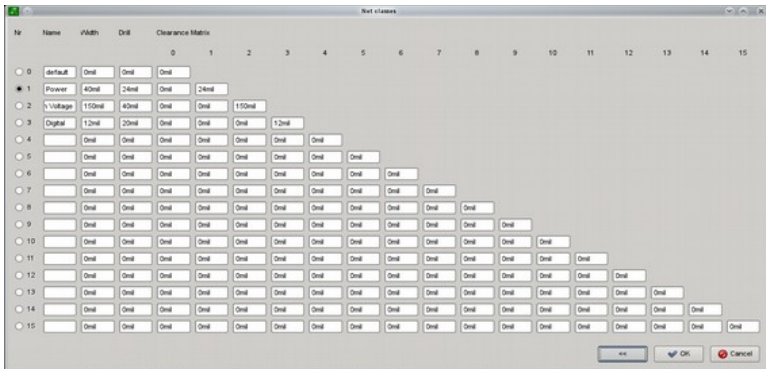 Net classes
Nr Name Width Drill Clearance Matrix
0 1 2 3 4 5 6 7 8 9 10 11 12 13 14 15
0 default 0mil 0mil 0mil
1 Power 40mil 24mil 0mil 24mil
2 Voltage 150mil 40mil 0mil 0mil 150mil
3 Digital 12mil 20mil 0mil 0mil 0mil 12mil
4 0mil 0mil 0mil 0mil 0mil 0mil 0mil
5 0mil 0mil 0mil 0mil 0mil 0mil 0mil 0mil
6 0mil 0mil 0mil 0mil 0mil 0mil 0mil 0mil 0mil
7 0mil 0mil 0mil 0mil 0mil 0mil 0mil 0mil 0mil 0mil
8 0mil 0mil 0mil 0mil 0mil 0mil 0mil 0mil 0mil 0mil 0mil
9 0mil 0mil 0mil 0mil 0mil 0mil 0mil 0mil 0mil 0mil 0mil 0mil
10 0mil 0mil 0mil 0mil 0mil 0mil 0mil 0mil 0mil 0mil 0mil 0mil 0mil
11 0mil 0mil 0mil 0mil 0mil 0mil 0mil 0mil 0mil 0mil 0mil 0mil 0mil 0mil
12 0mil 0mil 0mil 0mil 0mil 0mil 0mil 0mil 0mil 0mil 0mil 0mil 0mil 0mil 0mil
13 0mil 0mil 0mil 0mil 0mil 0mil 0mil 0mil 0mil 0mil 0mil 0mil 0mil 0mil 0mil 0mil
14 0mil 0mil 0mil 0mil 0mil 0mil 0mil 0mil 0mil 0mil 0mil 0mil 0mil 0mil 0mil 0mil 0mil
15 0mil 0mil 0mil 0mil 0mil 0mil 0mil 0mil 0mil 0mil 0mil 0mil 0mil 0mil 0mil 0mil 0mil 0mil
<< OK Cancel